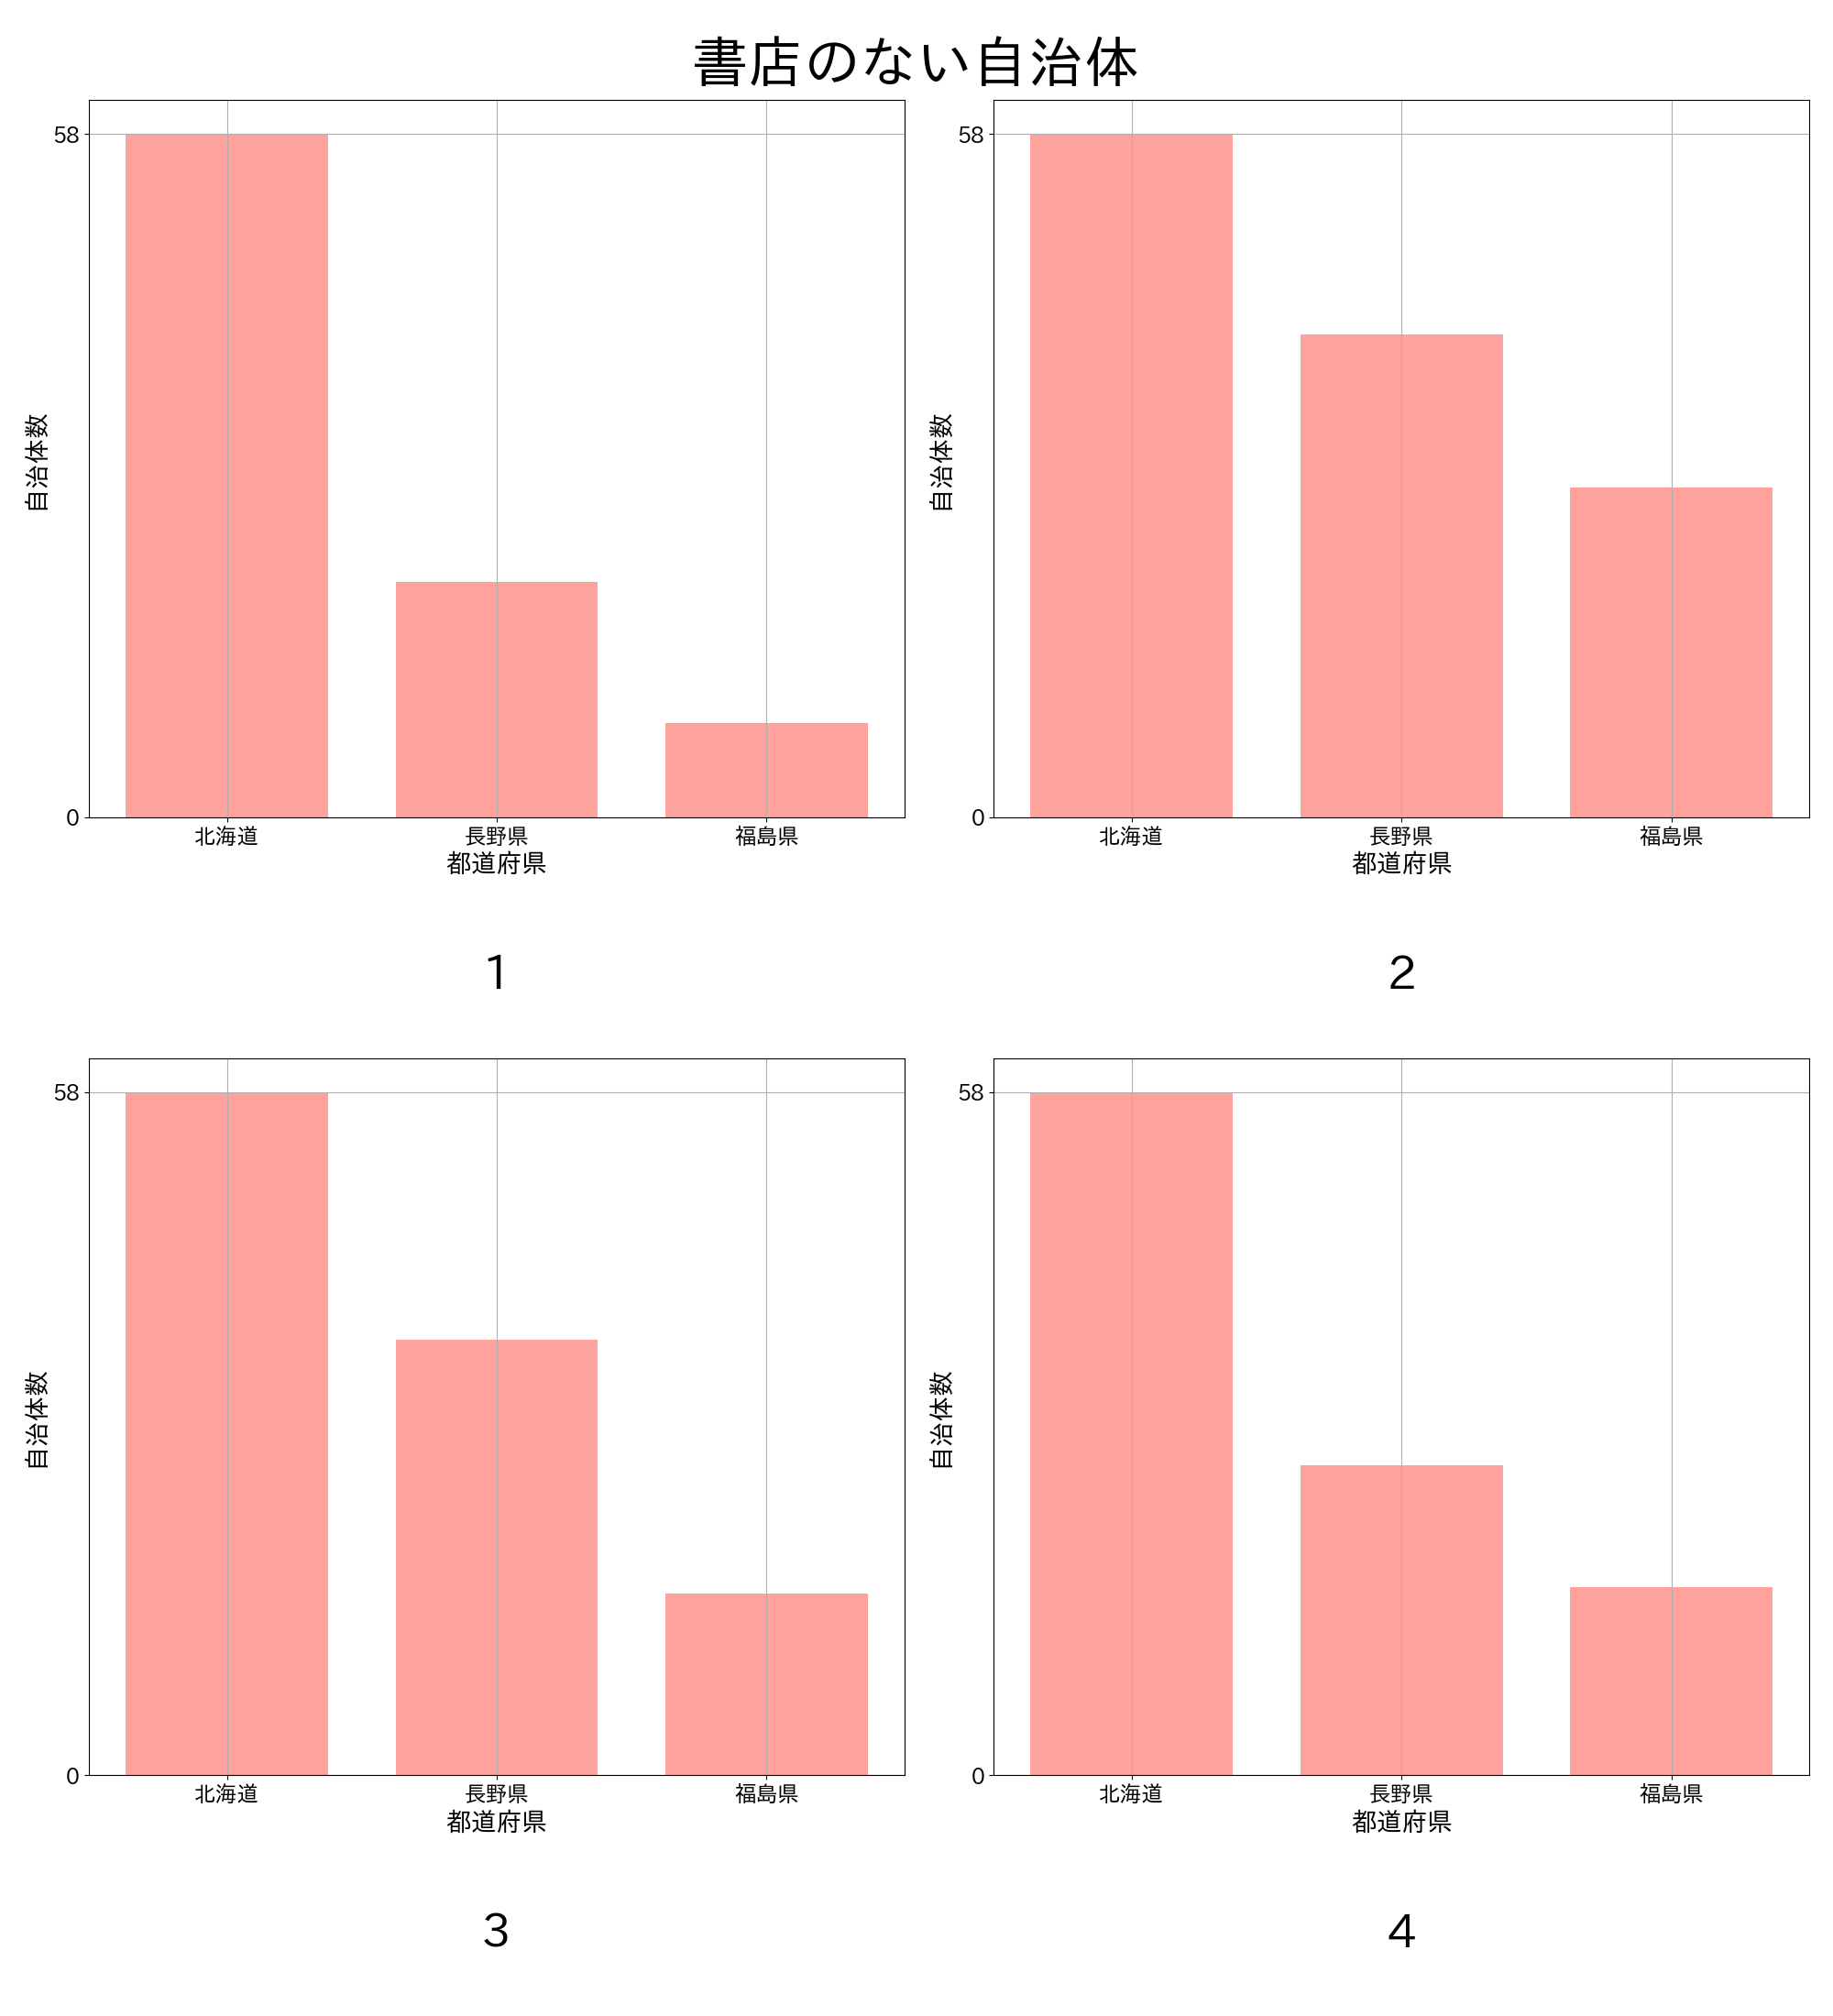 書店のない自治体
58
0
自治体数
北海道 長野県 福島県
都道府県
1
58
0
自治体数
北海道 長野県 福島県
都道府県
2
58
0
自治体数
北海道 長野県 福島県
都道府県
3
58
0
自治体数
北海道 長野県 福島県
都道府県
4